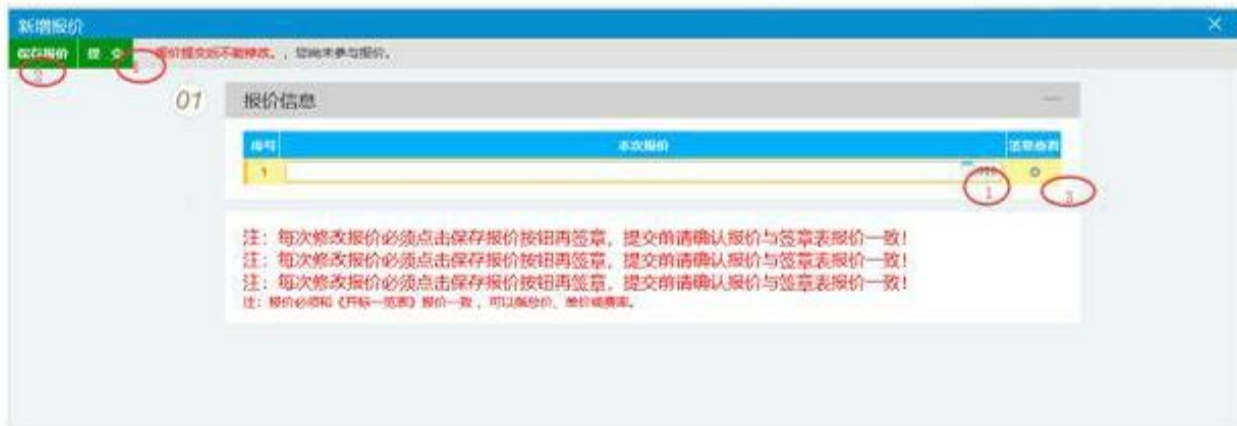 新增报价
保存报价 提 交 报价提交后不能修改。，您尚未参与报价。
2 4
01 报价信息
序号 本次报价 签章查看
1
1 3
注：每次修改报价必须点击保存报价按钮再签章，提交前请确认报价与签章表报价一致！
注：每次修改报价必须点击保存报价按钮再签章，提交前请确认报价与签章表报价一致！
注：每次修改报价必须点击保存报价按钮再签章，提交前请确认报价与签章表报价一致！
注：报价必须和《开标一览表》报价一致，可以是总价、单价或费率。